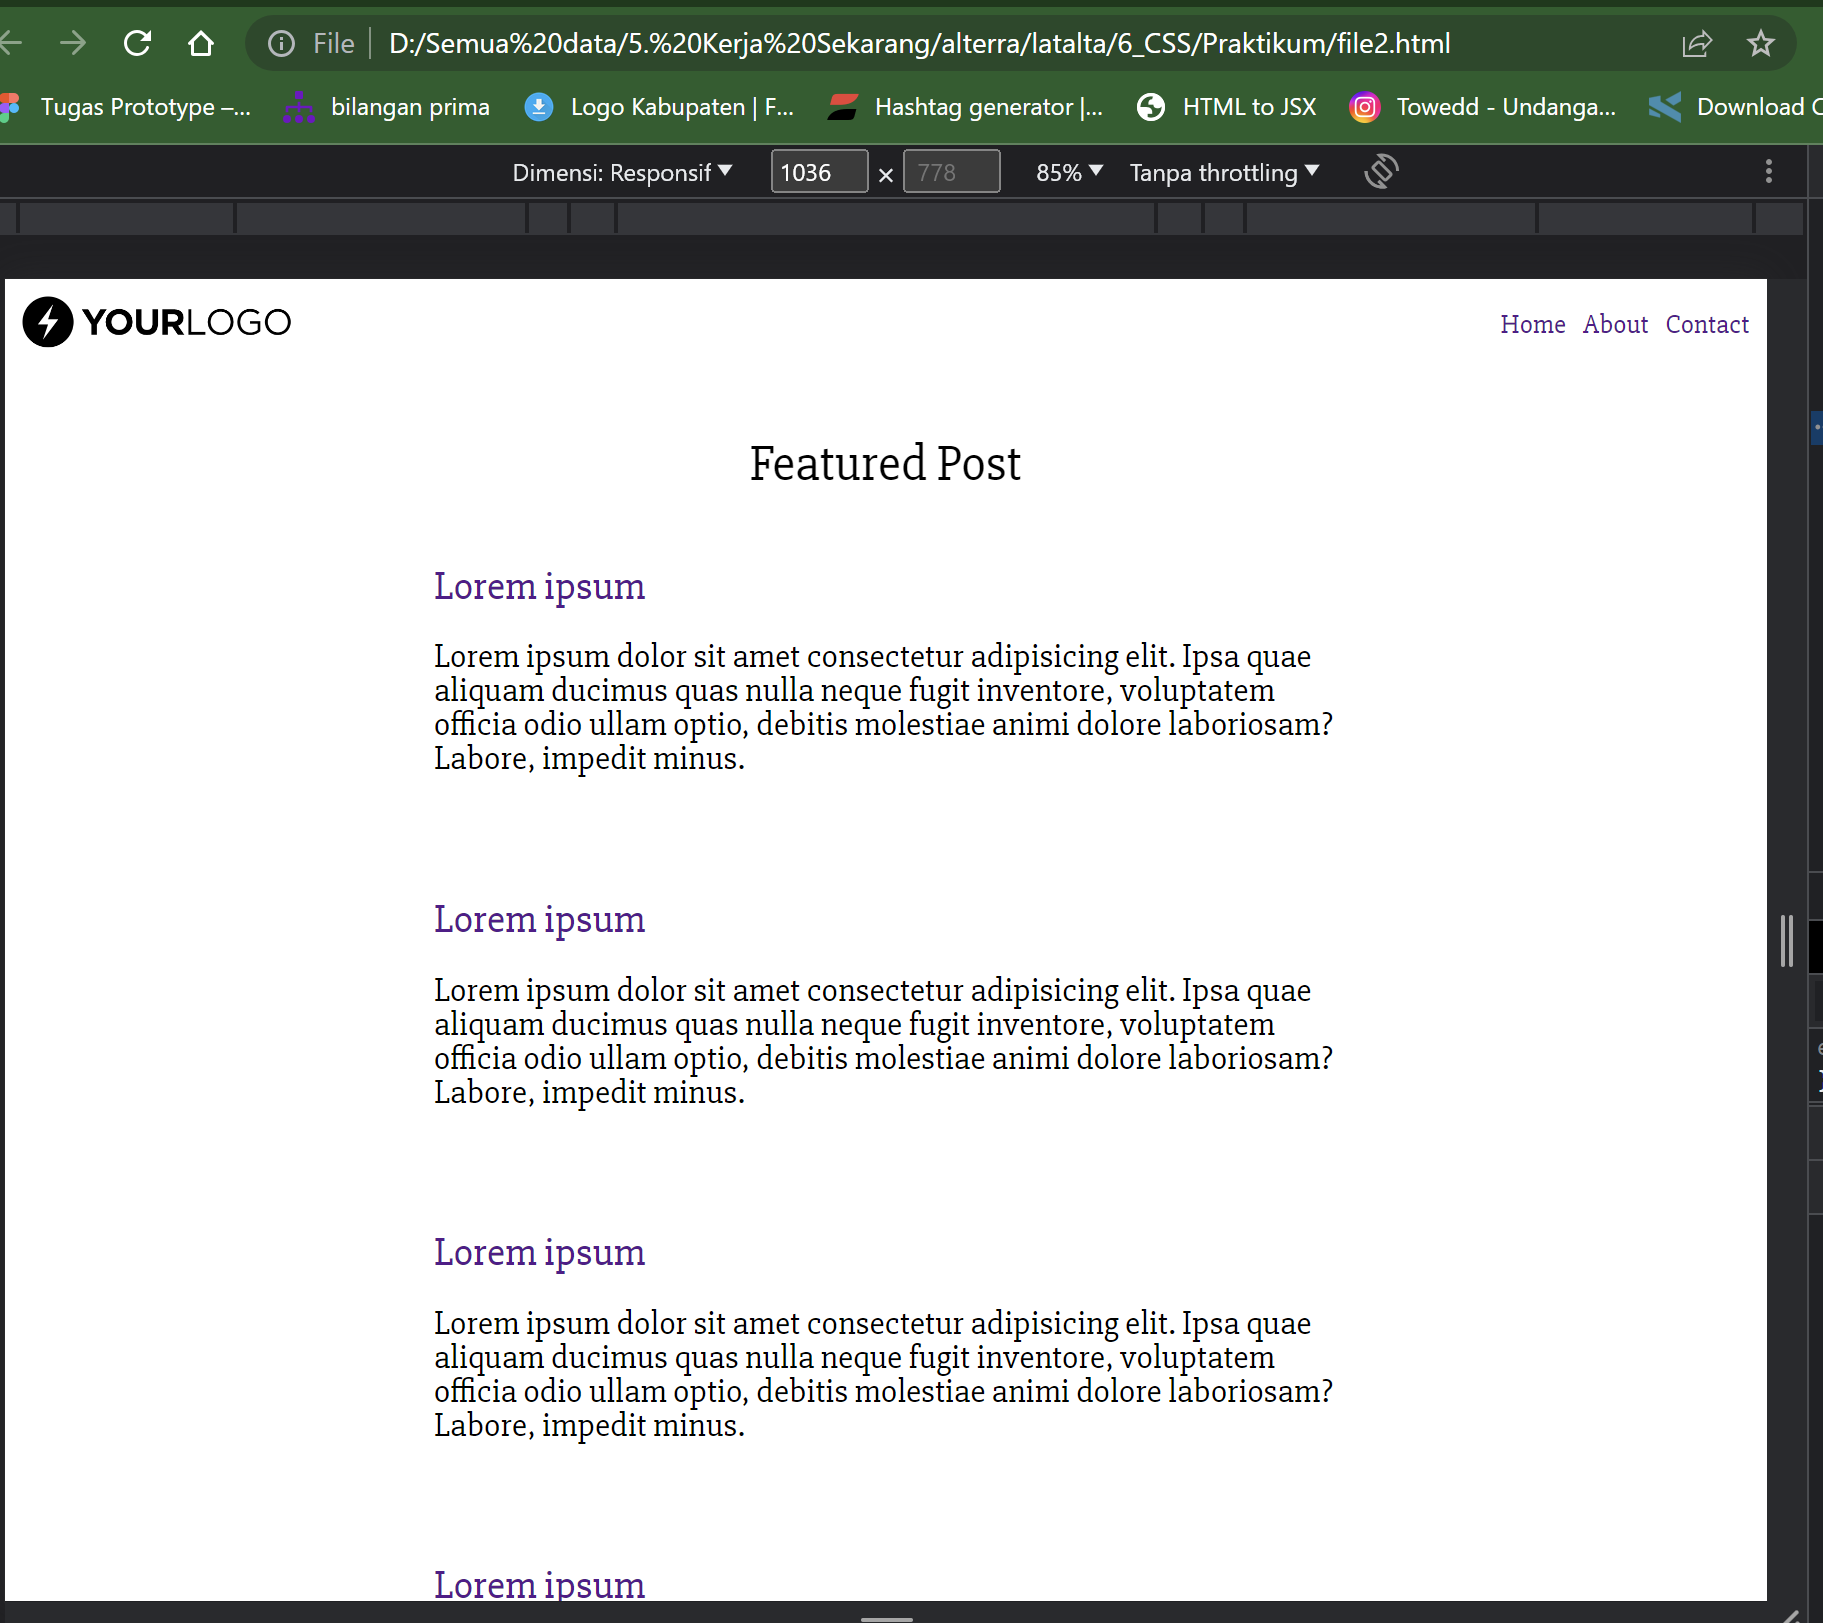 File D:/Semua%20data/5.%20Kerja%20Sekarang/alterra/latalta/6_CSS/Praktikum/file2.html
Tugas Prototype –... bilangan prima Logo Kabupaten | F... Hashtag generator |... HTML to JSX Towedd - Undanga... Download
Dimensi: Responsif 1036 × 778 85% Tanpa throttling
YOURLOGO Home About Contact
Featured Post
Lorem ipsum
Lorem ipsum dolor sit amet consectetur adipisicing elit. Ipsa quae
aliquam ducimus quas nulla neque fugit inventore, voluptatem
officia odio ullam optio, debitis molestiae animi dolore laboriosam?
Labore, impedit minus.
Lorem ipsum
Lorem ipsum dolor sit amet consectetur adipisicing elit. Ipsa quae
aliquam ducimus quas nulla neque fugit inventore, voluptatem
officia odio ullam optio, debitis molestiae animi dolore laboriosam?
Labore, impedit minus.
Lorem ipsum
Lorem ipsum dolor sit amet consectetur adipisicing elit. Ipsa quae
aliquam ducimus quas nulla neque fugit inventore, voluptatem
officia odio ullam optio, debitis molestiae animi dolore laboriosam?
Labore, impedit minus.
Lorem ipsum